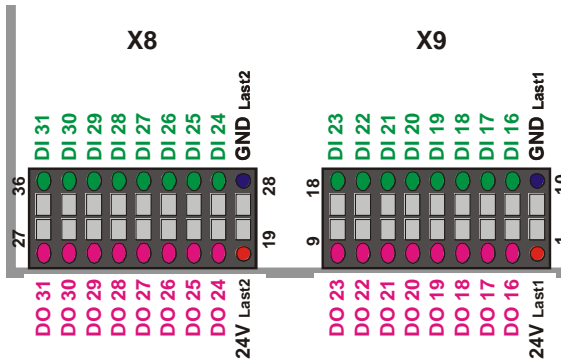 X8 X9
DI 31 DI 30 DI 29 DI 28 DI 27 DI 26 DI 25 DI 24 GND Last2
DI 23 DI 22 DI 21 DI 20 DI 19 DI 18 DI 17 DI 16 GND Last1
36 28 18
27 19 9
DO 31 DO 30 DO 29 DO 28 DO 27 DO 26 DO 25 DO 24 24V Last2
DO 23 DO 22 DO 21 DO 20 DO 19 DO 18 DO 17 DO 16 24V Last1